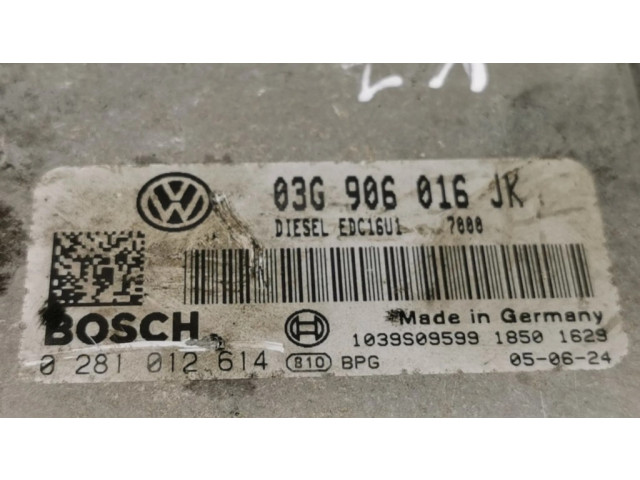 03G 906 016 JK
DIESEL EDC16U1 7000
BOSCH
Made in Germany
1039S09599 1850 1629
0 281 012 614 810 BPG 05-06-24